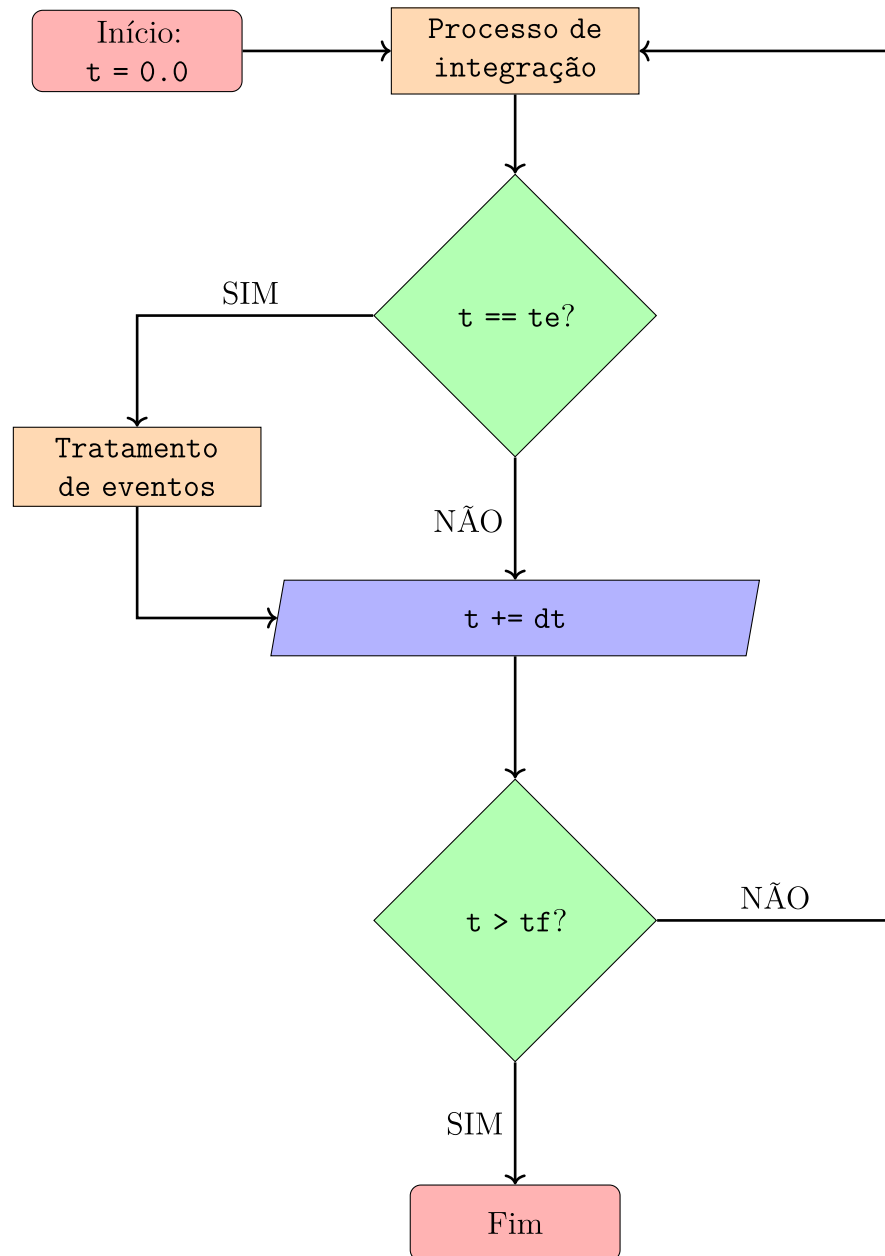 Início:
t = 0.0
Processo de
integração
t == te?
SIM
Tratamento
de eventos
NÃO
t += dt
t > tf?
NÃO
SIM
Fim